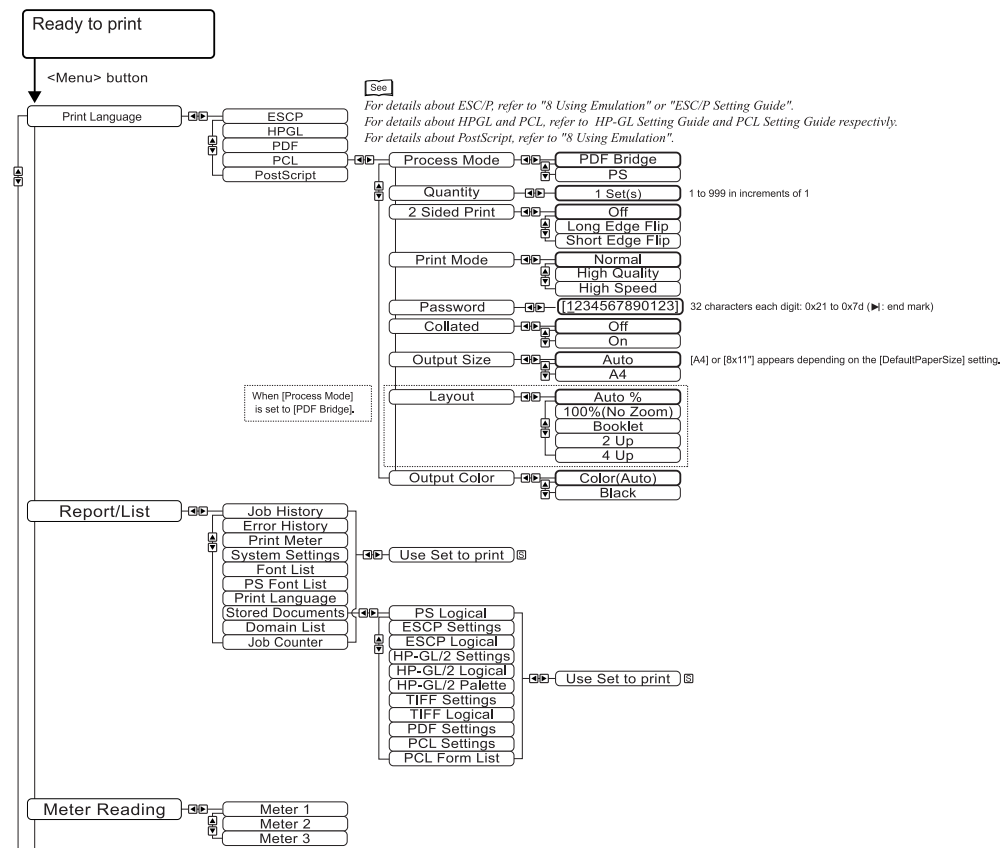 Ready to print
<Menu> button
See
For details about ESC/P, refer to "8 Using Emulation" or "ESC/P Setting Guide".
For details about HPGL and PCL, refer to HP-GL Setting Guide and PCL Setting Guide respectivly.
For details about PostScript, refer to "8 Using Emulation".
Print Language
ESCP
HPGL
PDF
PCL
PostScript
Process Mode
PDF Bridge
PS
Quantity
1 Set(s)
1 to 999 in increments of 1
2 Sided Print
Off
Long Edge Flip
Short Edge Flip
Print Mode
Normal
High Quality
High Speed
Password
[1234567890123]
32 characters each digit: 0x21 to 0x7d (▶|: end mark)
Collated
Off
On
Output Size
Auto
A4
[A4] or [8x11"] appears depending on the [DefaultPaperSize] setting.
When [Process Mode]
is set to [PDF Bridge].
Layout
Auto %
100%(No Zoom)
Booklet
2 Up
4 Up
Output Color
Color(Auto)
Black
Report/List
Job History
Error History
Print Meter
System Settings
Font List
PS Font List
Print Language
Stored Documents
Domain List
Job Counter
Use Set to print S
PS Logical
ESCP Settings
ESCP Logical
HP-GL/2 Settings
HP-GL/2 Logical
HP-GL/2 Palette
TIFF Settings
TIFF Logical
PDF Settings
PCL Settings
PCL Form List
Use Set to print S
Meter Reading
Meter 1
Meter 2
Meter 3